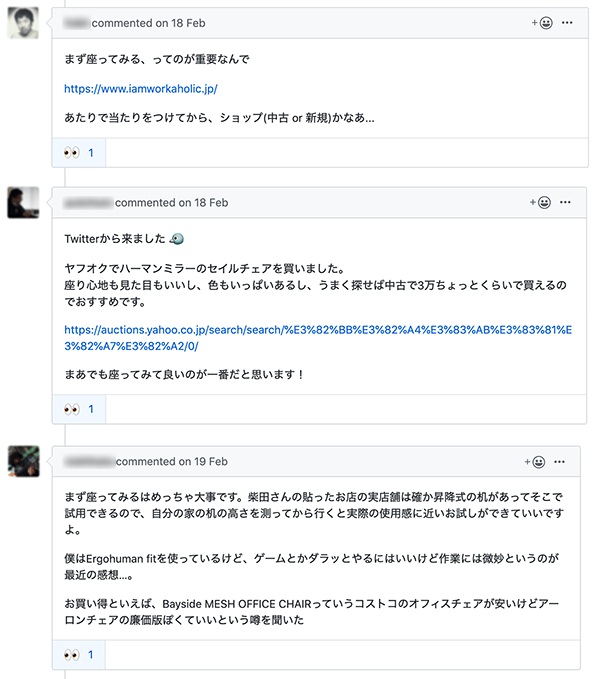 commented on 18 Feb
まず座ってみる、ってのが重要なんで
https://www.iamworkaholic.jp/
あたりで当たりをつけてから、ショップ(中古 or 新規)かなあ...
1
commented on 18 Feb
Twitterから来ました
ヤフオクでハーマンミラーのセイルチェアを買いました。
座り心地も見た目もいいし、色もいっぱいあるし、うまく探せば中古で3万ちょっとくらいで買えるの
でおすすめです。
https://auctions.yahoo.co.jp/search/search/%E3%82%BB%E3%82%A4%E3%83%AB%E3%83%81%E
3%82%A7%E3%82%A2/0/
まあでも座ってみて良いのが一番だと思います！
1
commented on 19 Feb
まず座ってみるはめっちゃ大事です。柴田さんの貼ったお店の実店舗は確か昇降式の机があってそこで
試用できるので、自分の家の机の高さを測ってから行くと実際の使用感に近いお試しができていいです
よ。
僕はErgohuman fitを使っているけど、ゲームとかダラッとやるにはいいけど作業には微妙というのが
最近の感想...。
お買い得といえば、Bayside MESH OFFICE CHAIRっていうコストコのオフィスチェアが安いけどアー
ロンチェアの廉価版ぽくていいという噂を聞いた
1